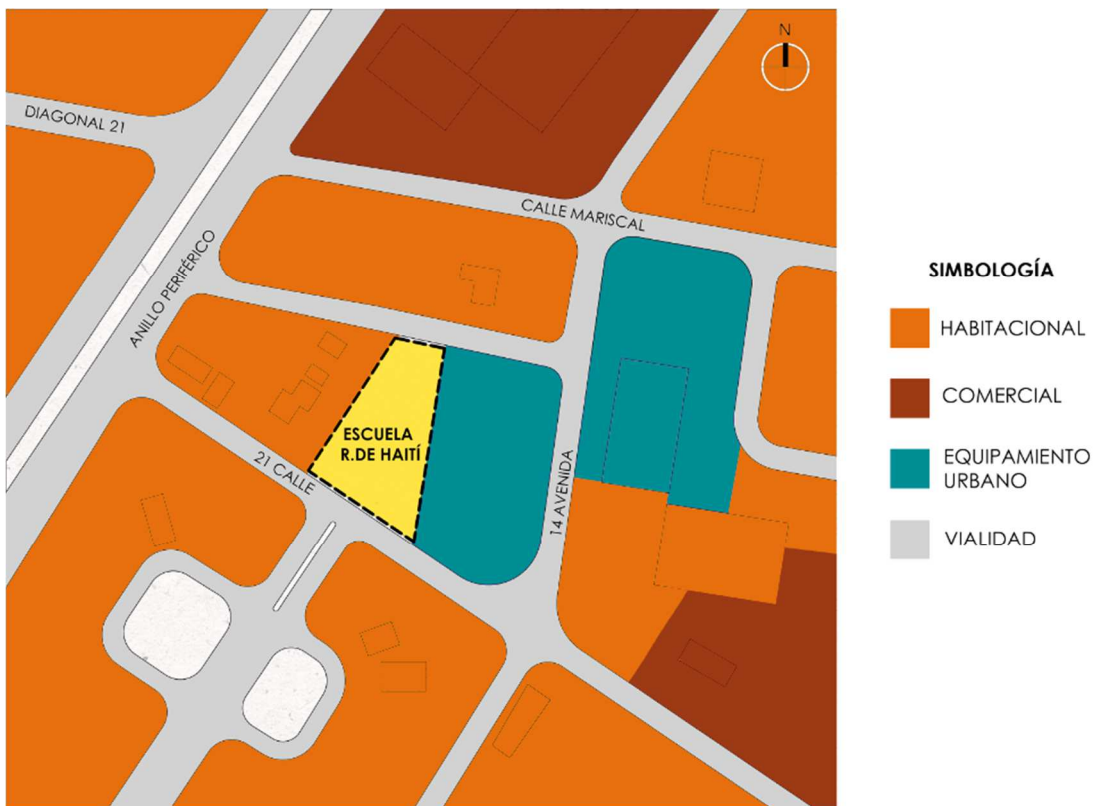 N
DIAGONAL 21
CALLE MARISCAL
ANILLO PERIFÉRICO
ESCUELA
R.DE HAITÍ
21 CALLE
14 AVENIDA
SIMBOLOGÍA
HABITACIONAL
COMERCIAL
EQUIPAMIENTO
URBANO
VIALIDAD